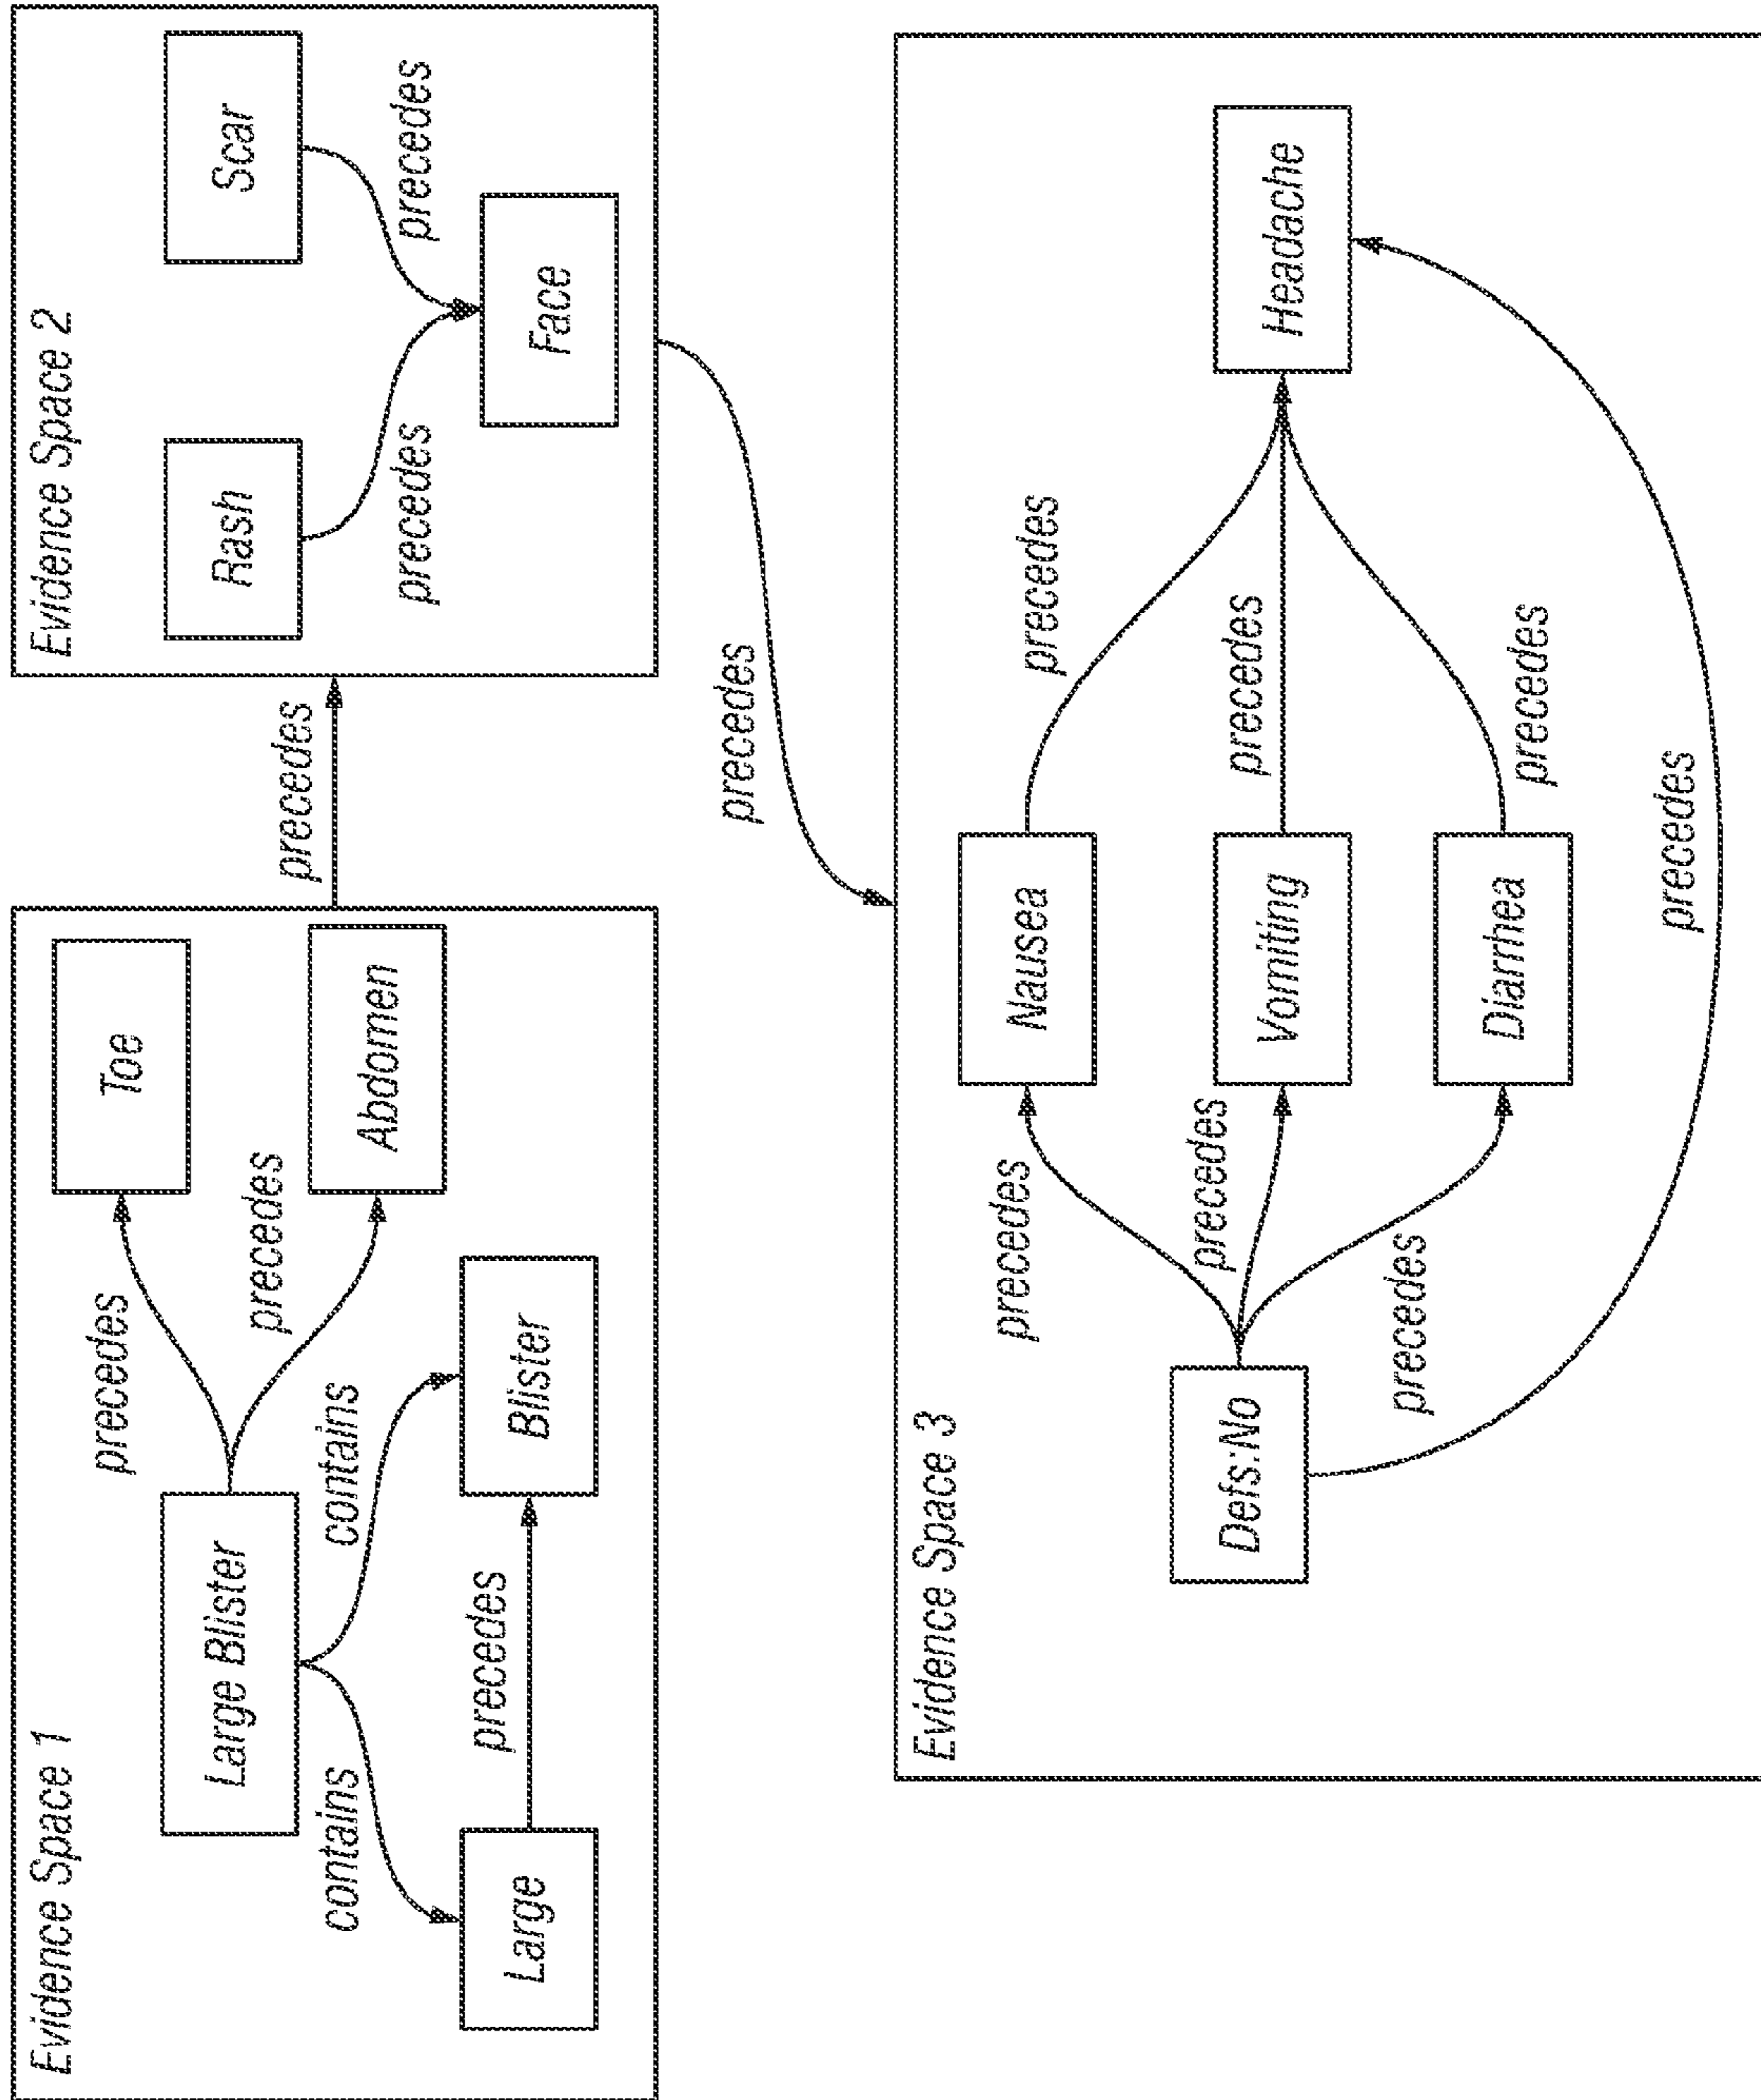 Evidence Space 1
Large Blister
precedes
Toe
precedes
Abdomen
contains
contains
Large
precedes
Blister
precedes
Evidence Space 2
Rash
Scar
precedes
precedes
Face
precedes
Evidence Space 3
Defs:No
precedes
precedes
precedes
Nausea
Vomiting
Diarrhea
precedes
precedes
precedes
Headache
precedes